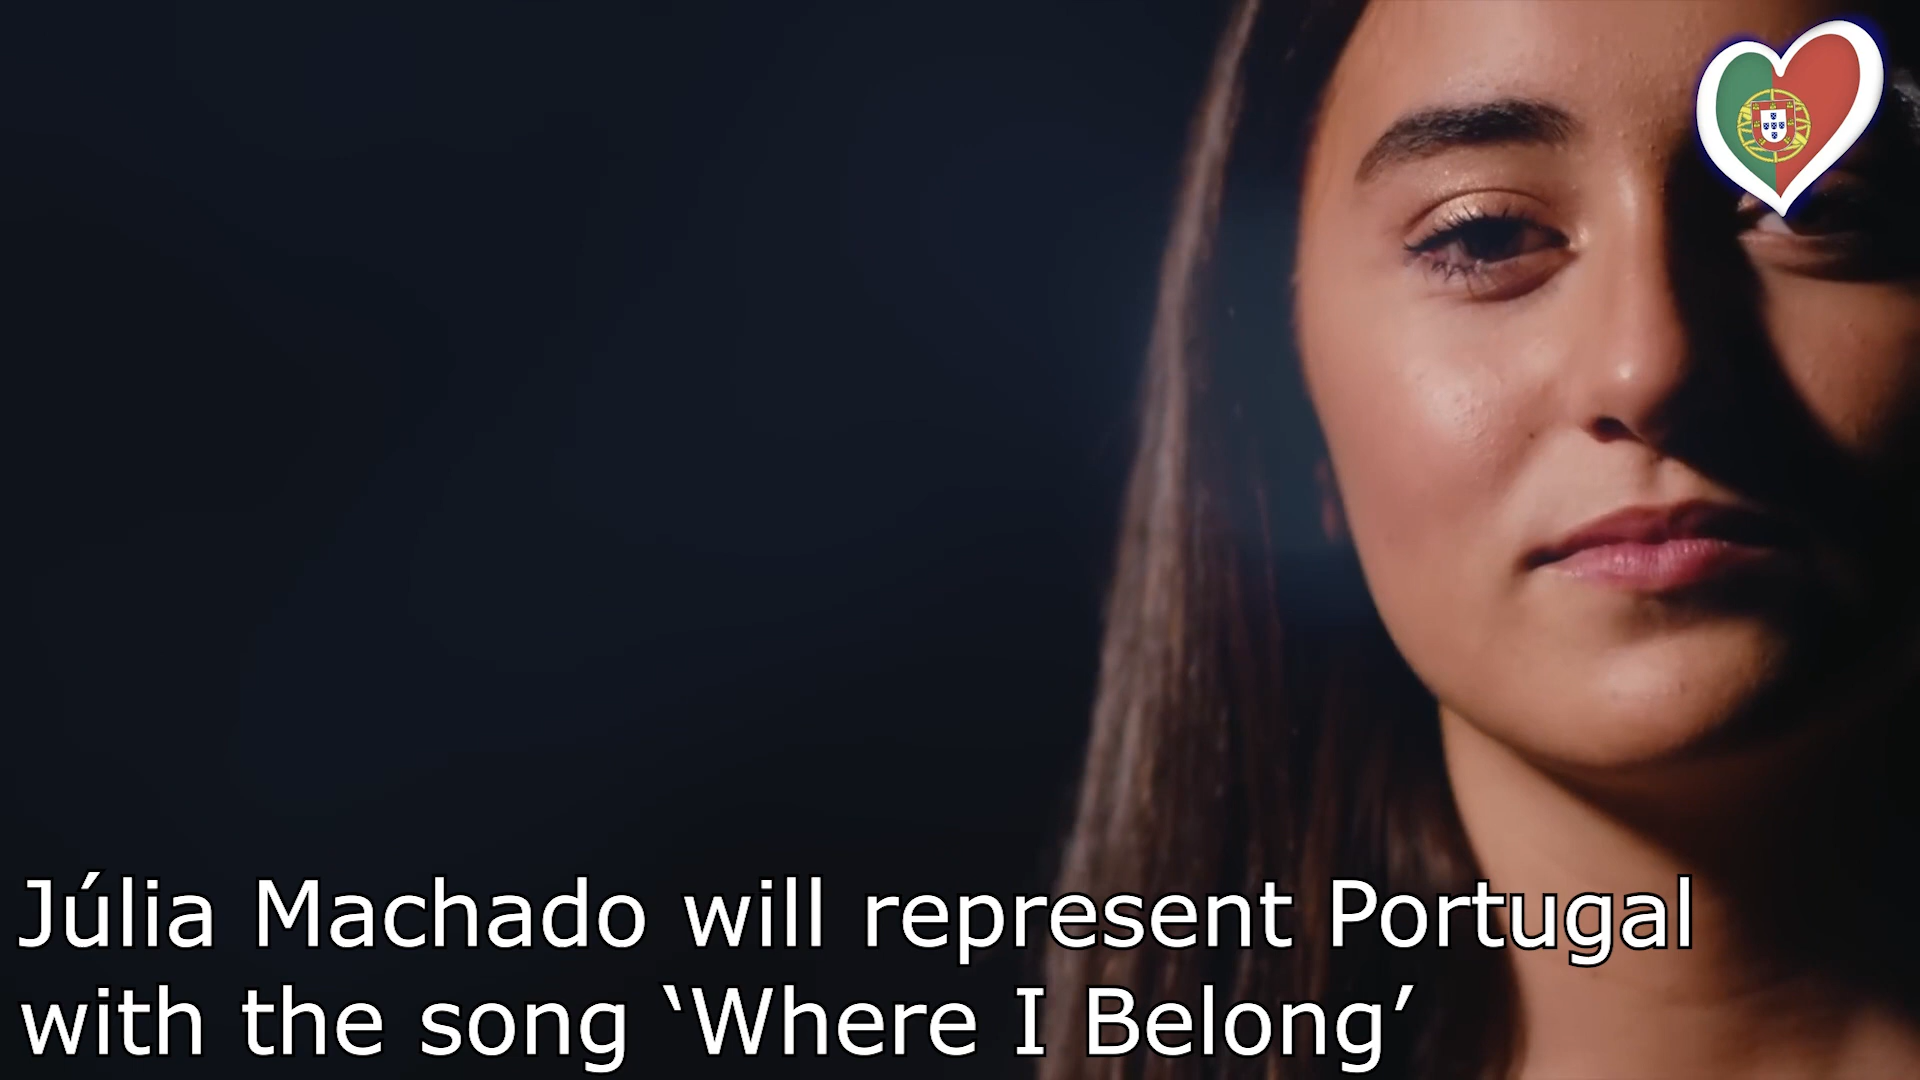 Júlia Machado will represent Portugal
with the song ‘Where I Belong’